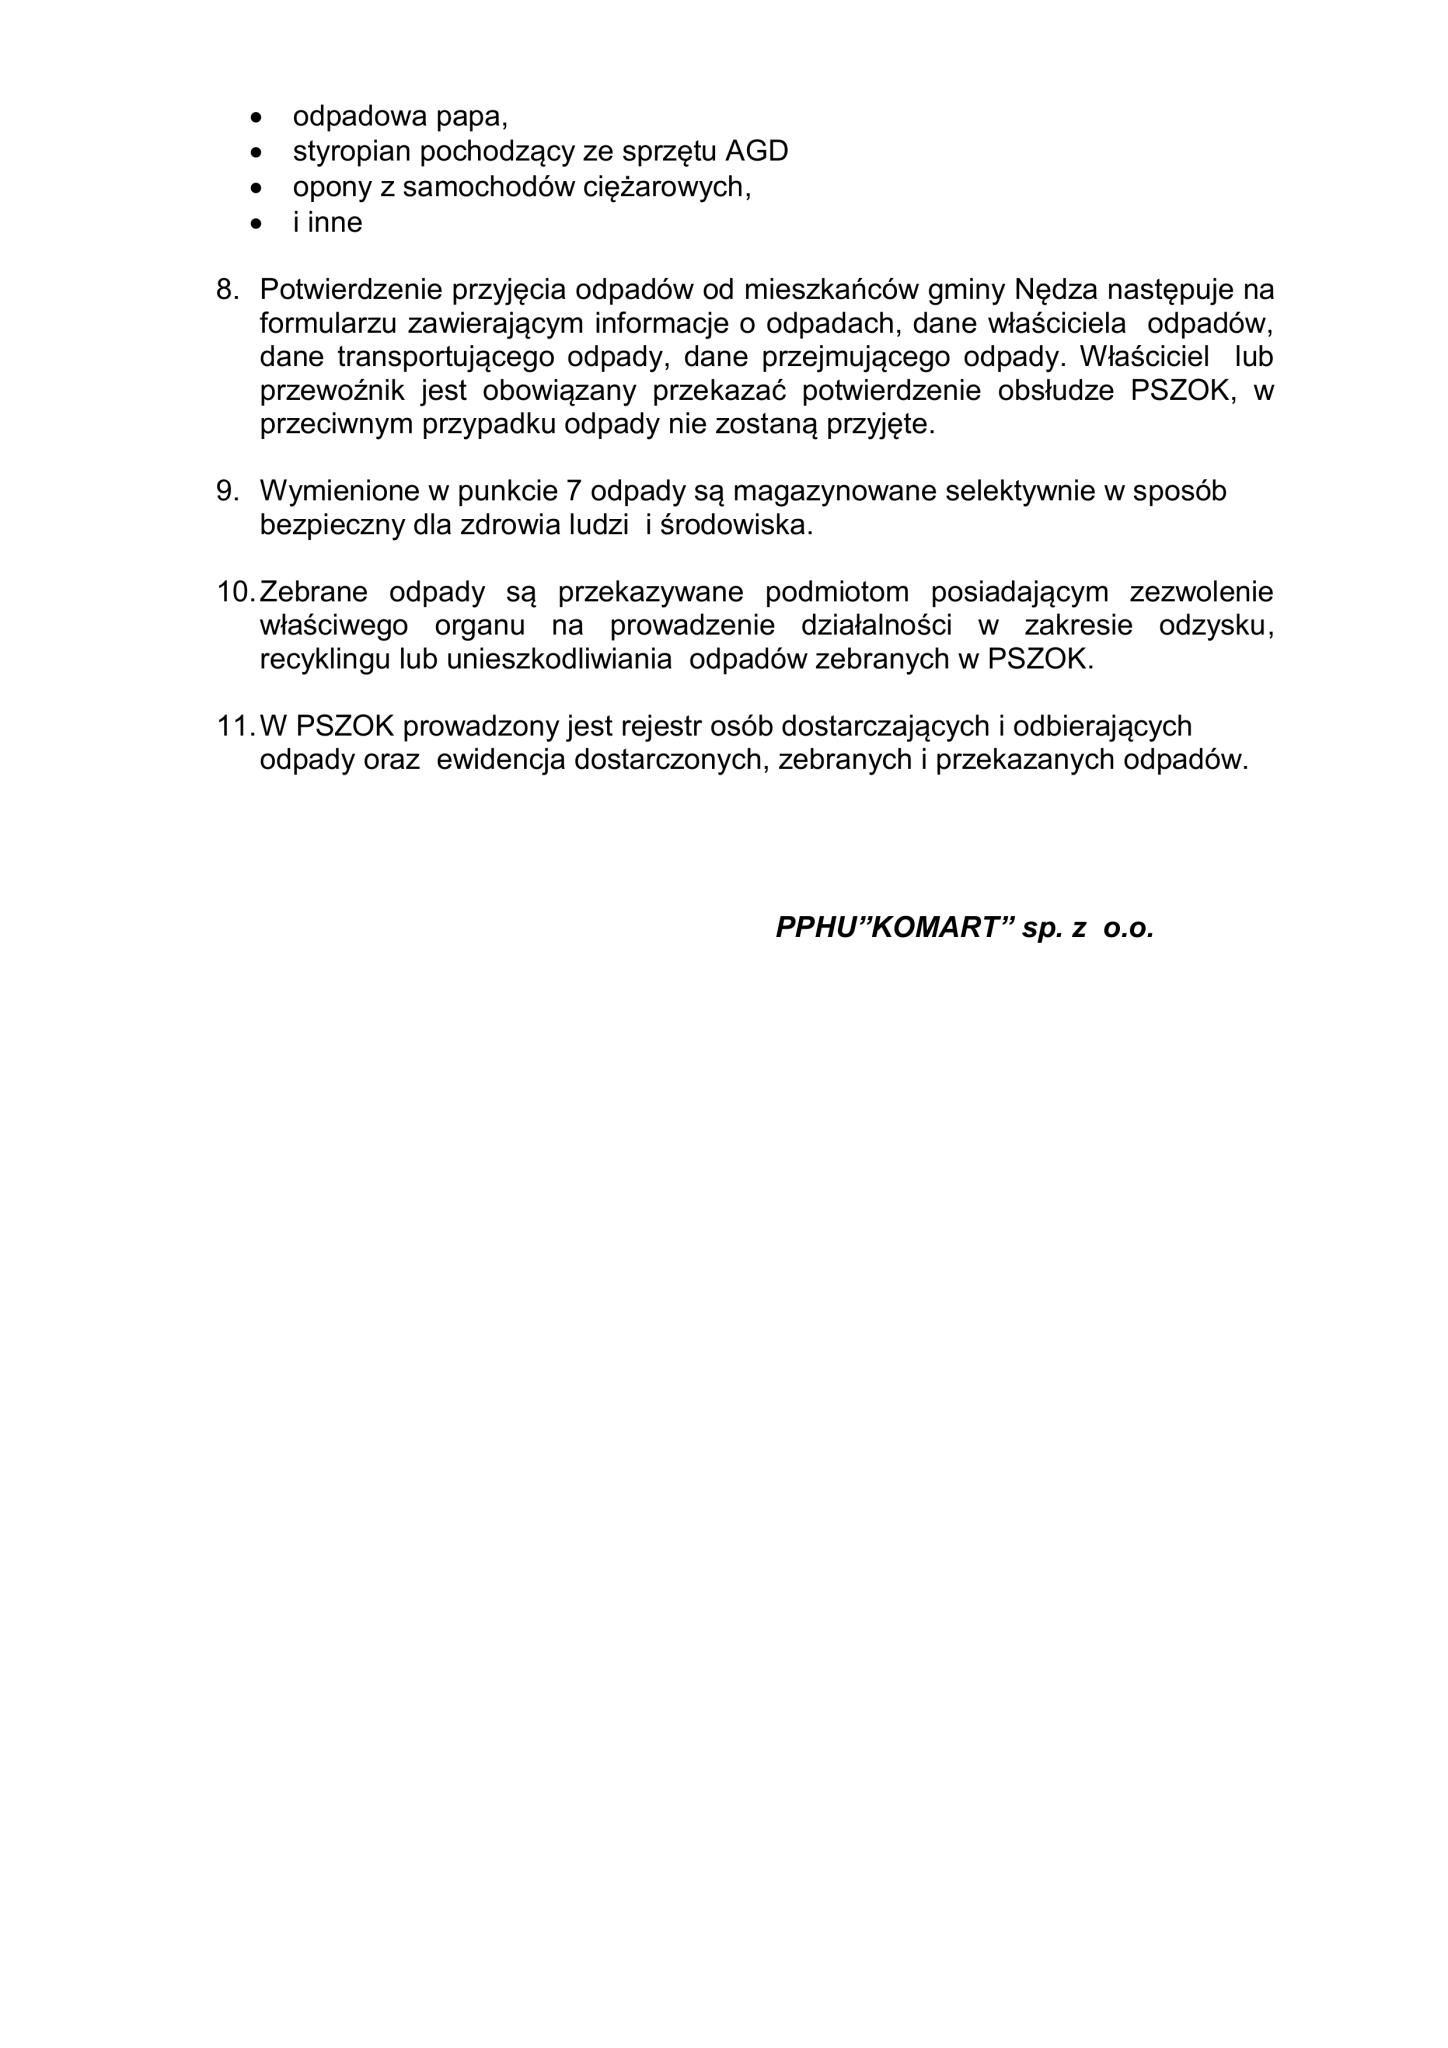 • odpadowa papa,
• styropian pochodzący ze sprzętu AGD
• opony z samochodów ciężarowych,
• i inne
8. Potwierdzenie przyjęcia odpadów od mieszkańców gminy Nędza następuje na
formularzu zawierającym informacje o odpadach, dane właściciela odpadów,
dane transportującego odpady, dane przejmującego odpady. Właściciel lub
przewoźnik jest obowiązany przekazać potwierdzenie obsłudze PSZOK, w
przeciwnym przypadku odpady nie zostaną przyjęte.
9. Wymienione w punkcie 7 odpady są magazynowane selektywnie w sposób
bezpieczny dla zdrowia ludzi i środowiska.
10. Zebrane odpady są przekazywane podmiotom posiadającym zezwolenie
właściwego organu na prowadzenie działalności w zakresie odzysku,
recyklingu lub unieszkodliwiania odpadów zebranych w PSZOK.
11. W PSZOK prowadzony jest rejestr osób dostarczających i odbierających
odpady oraz ewidencja dostarczonych, zebranych i przekazanych odpadów.
PPHU”KOMART” sp. z o.o.